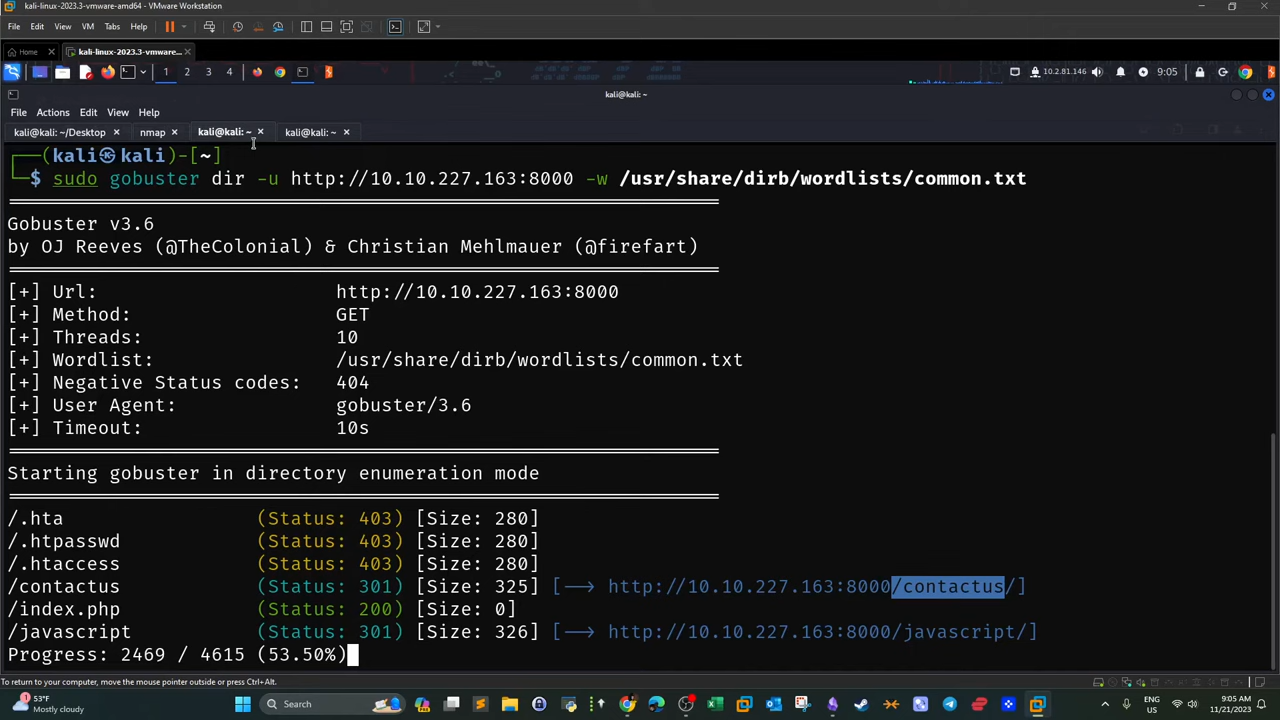 kali-linux-2023.3-vmware-amd64 - VMware Workstation
File Edit View VM Tabs Help
Home kali-linux-2023.3-vmware...
1 2 3 4 10.2.81.146 9:05
kali@kali: ~
File Actions Edit View Help
kali@kali: ~/Desktop nmap kali@kali: ~ kali@kali: ~
┌──(kali㉿kali)-[~]
└─$ sudo gobuster dir -u http://10.10.227.163:8000 -w /usr/share/dirb/wordlists/common.txt
===============================================================
Gobuster v3.6
by OJ Reeves (@TheColonial) & Christian Mehlmauer (@firefart)
===============================================================
[+] Url: http://10.10.227.163:8000
[+] Method: GET
[+] Threads: 10
[+] Wordlist: /usr/share/dirb/wordlists/common.txt
[+] Negative Status codes: 404
[+] User Agent: gobuster/3.6
[+] Timeout: 10s
===============================================================
Starting gobuster in directory enumeration mode
===============================================================
/.hta (Status: 403) [Size: 280]
/.htpasswd (Status: 403) [Size: 280]
/.htaccess (Status: 403) [Size: 280]
/contactus (Status: 301) [Size: 325] [--> http://10.10.227.163:8000/contactus/]
/index.php (Status: 200) [Size: 0]
/javascript (Status: 301) [Size: 326] [--> http://10.10.227.163:8000/javascript/]
Progress: 2469 / 4615 (53.50%)
To return to your computer, move the mouse pointer outside or press Ctrl+Alt.
53°F
Mostly cloudy
Search
ENG
US
9:05 AM
11/21/2023